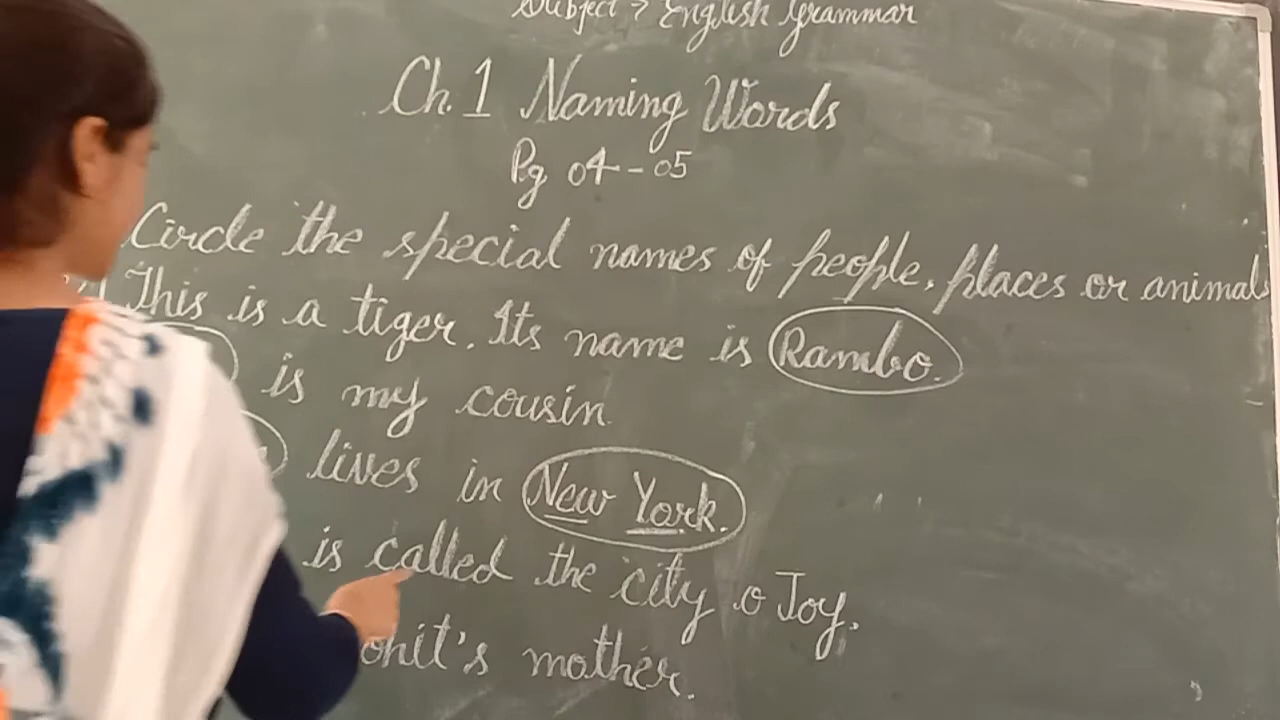 Subject > English Grammar
Ch. 1 Naming Words
Pg 04-05
Circle the special names of people, places or animals
This is a tiger. Its name is Rambo.
is my cousin.
lives in New York.
is called the city o Joy.
ohit's mother.